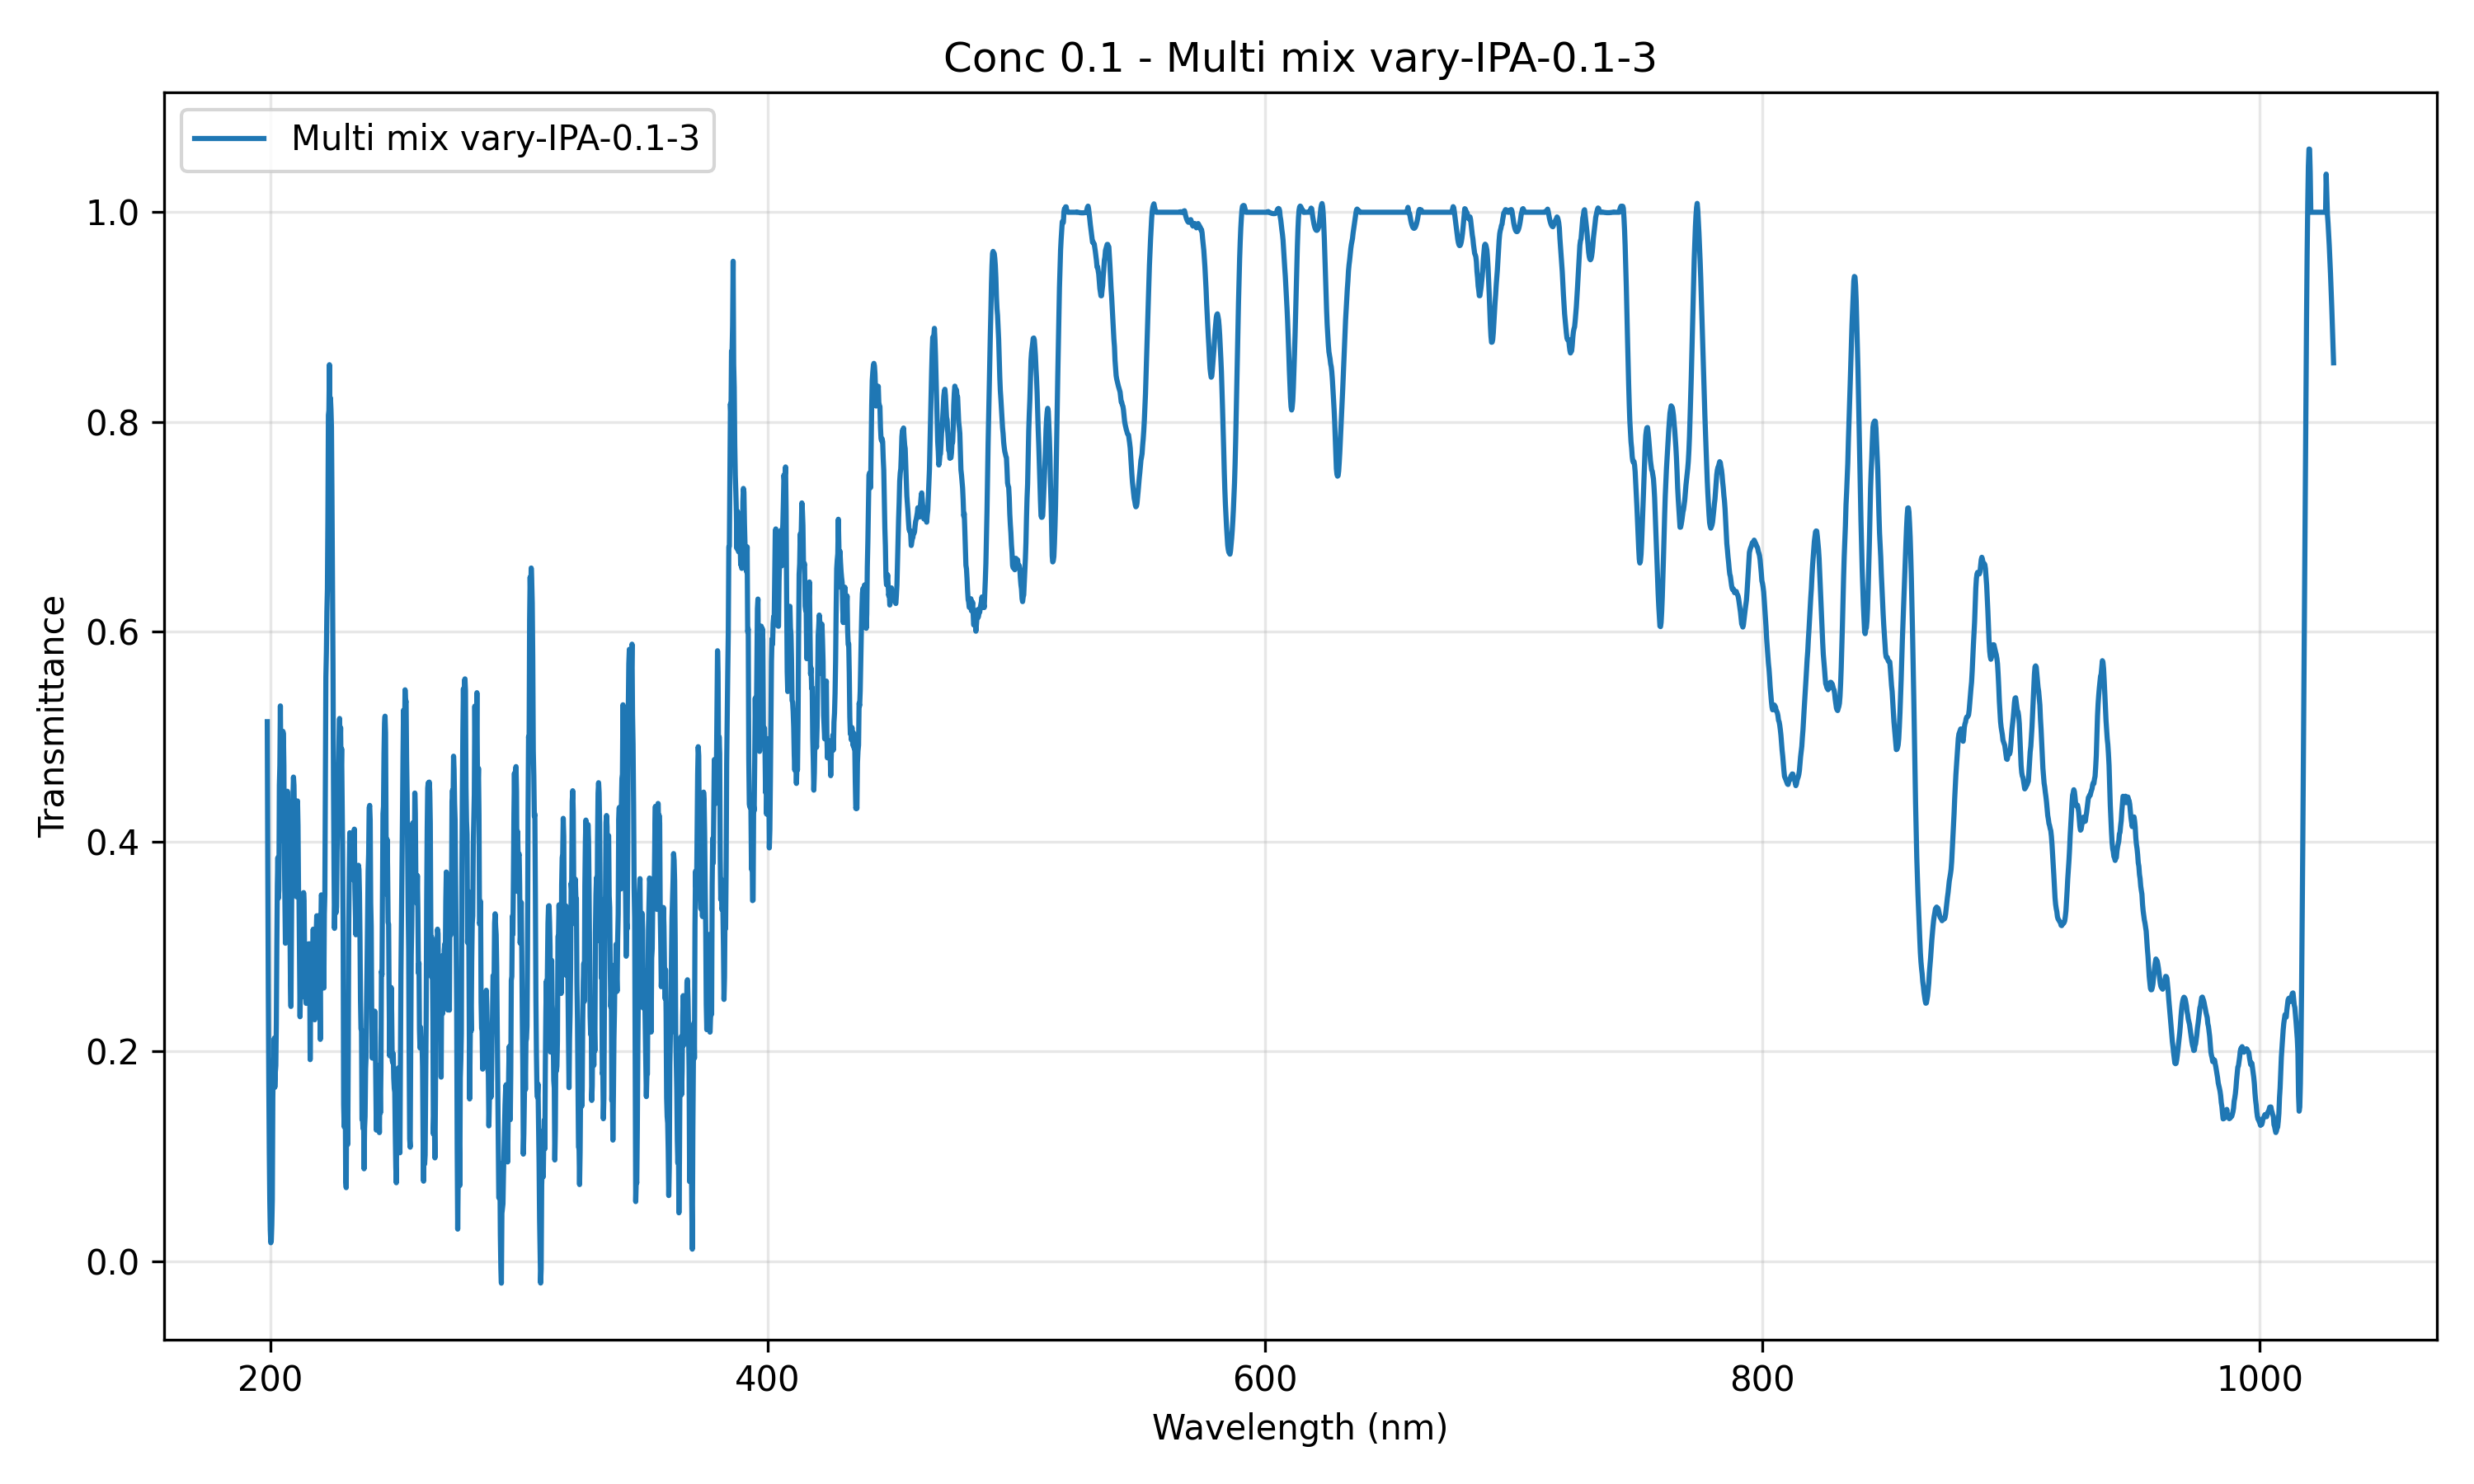 Conc 0.1 - Multi mix vary-IPA-0.1-3
Multi mix vary-IPA-0.1-3
Transmittance
1.0
0.8
0.6
0.4
0.2
0.0
200 400 600 800 1000
Wavelength (nm)